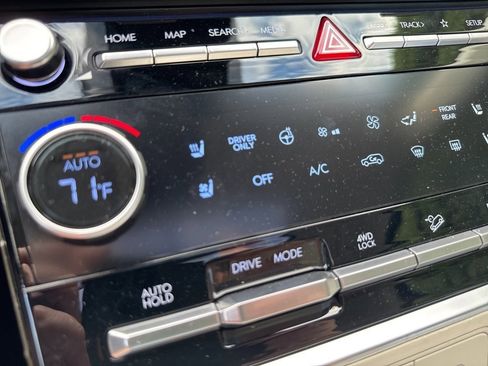 HOME MAP SEARCH MEDIA TRACK SETUP
AUTO
71°F
DRIVER
ONLY
FRONT
REAR
OFF
A/C
AUTO
HOLD
DRIVE MODE
4WD
LOCK